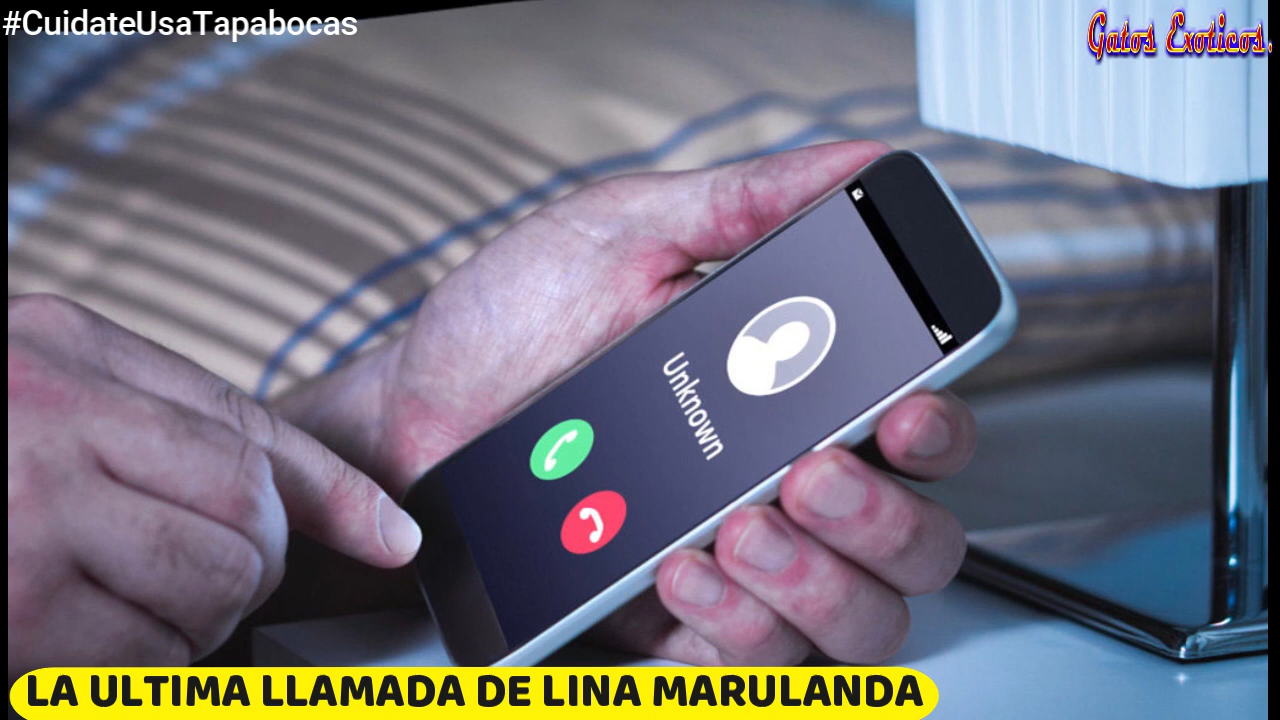 #CuidateUsaTapabocas
Gatos Exoticos.
Unknown
LA ULTIMA LLAMADA DE LINA MARULANDA